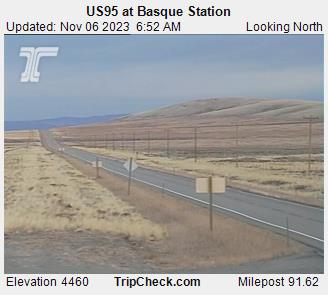 US95 at Basque Station
Updated: Nov 06 2023 6:52 AM Looking North
Elevation 4460 TripCheck.com Milepost 91.62